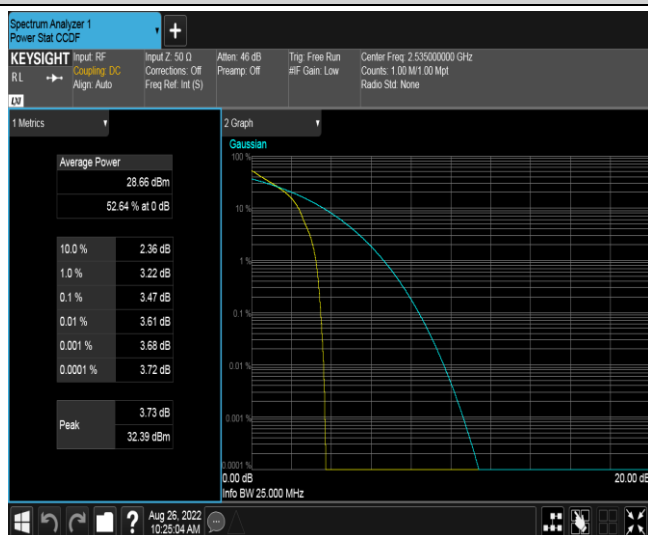 Spectrum Analyzer 1
Power Stat CCDF
+
KEYSIGHT
RL
LXI
Input: RF
Coupling: DC
Align: Auto
Input Z: 50 Ω
Corrections: Off
Freq Ref: Int (S)
Atten: 46 dB
Preamp: Off
Trig: Free Run
#IF Gain: Low
Center Freq: 2.535000000 GHz
Counts: 1.00 M/1.00 Mpt
Radio Std: None
1 Metrics
Average Power
28.66 dBm
52.64 % at 0 dB
10.0 % 2.36 dB
1.0 % 3.22 dB
0.1 % 3.47 dB
0.01 % 3.61 dB
0.001 % 3.68 dB
0.0001 % 3.72 dB
Peak
3.73 dB
32.39 dBm
2 Graph
Gaussian
100 %
10 %
1 %
0.1 %
0.01 %
0.001 %
0.0001 %
0.00 dB 20.00 dB
Info BW 25.000 MHz
?
Aug 26, 2022
10:25:04 AM